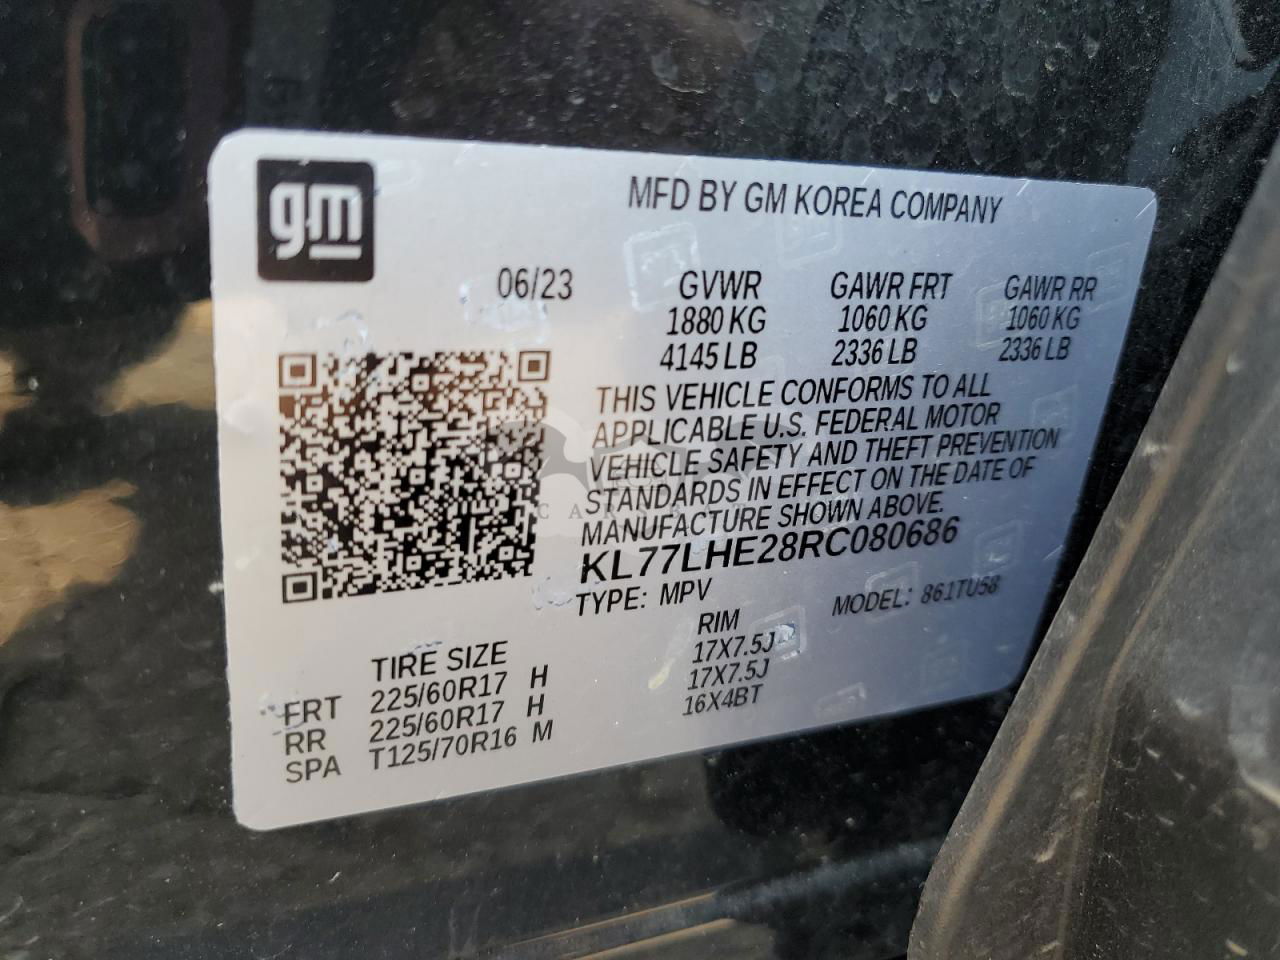 gm
MFD BY GM KOREA COMPANY
06/23 GVWR GAWR FRT GAWR RR
1880 KG 1060 KG 1060 KG
4145 LB 2336 LB 2336 LB
THIS VEHICLE CONFORMS TO ALL
APPLICABLE U.S. FEDERAL MOTOR
VEHICLE SAFETY AND THEFT PREVENTION
STANDARDS IN EFFECT ON THE DATE OF
MANUFACTURE SHOWN ABOVE.
KL77LHE28RC080686
TYPE: MPV MODEL: 861TU58
TIRE SIZE RIM
FRT 225/60R17 H 17X7.5J
RR 225/60R17 H 17X7.5J
SPA T125/70R16 M 16X4BT